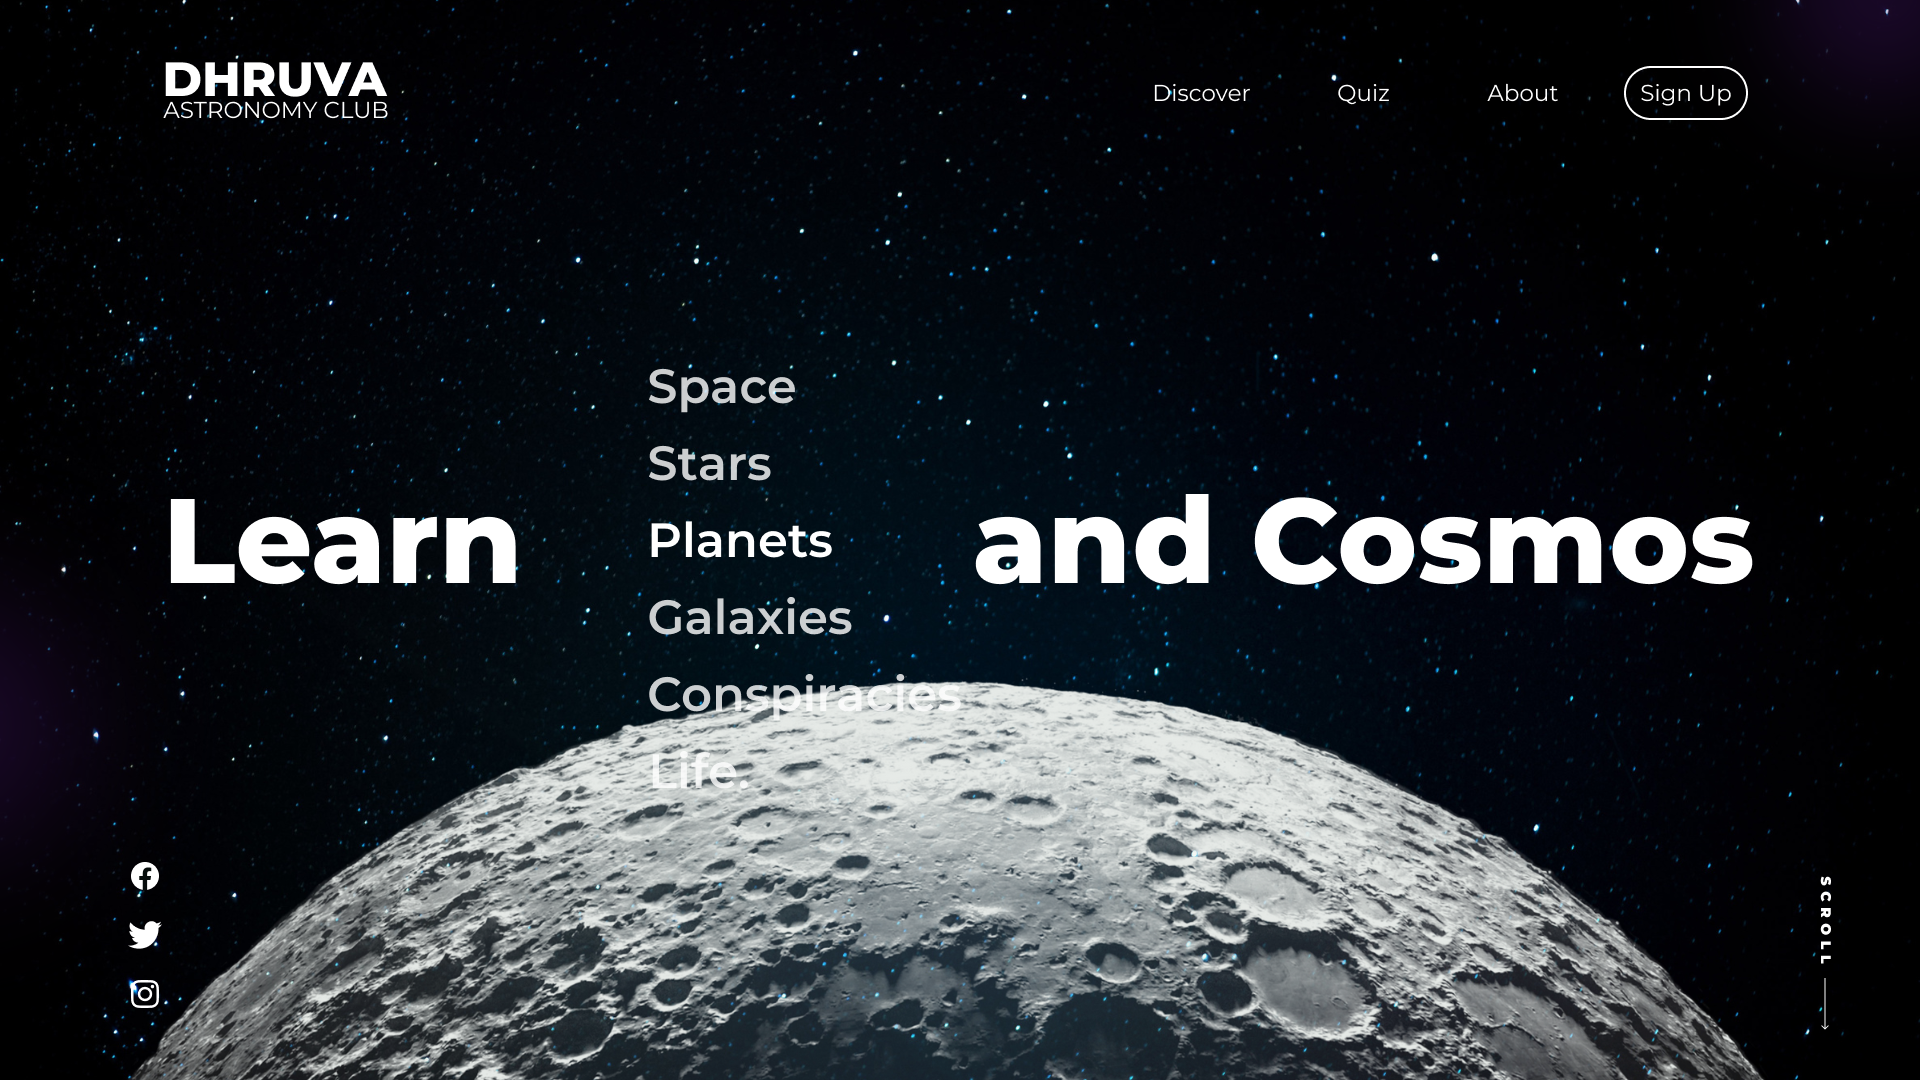 DHRUVA
ASTRONOMY CLUB
Discover
Quiz
About
Sign Up
Space
Stars
Learn
Planets
and Cosmos
Galaxies
Conspiracies
Life.
SCROLL